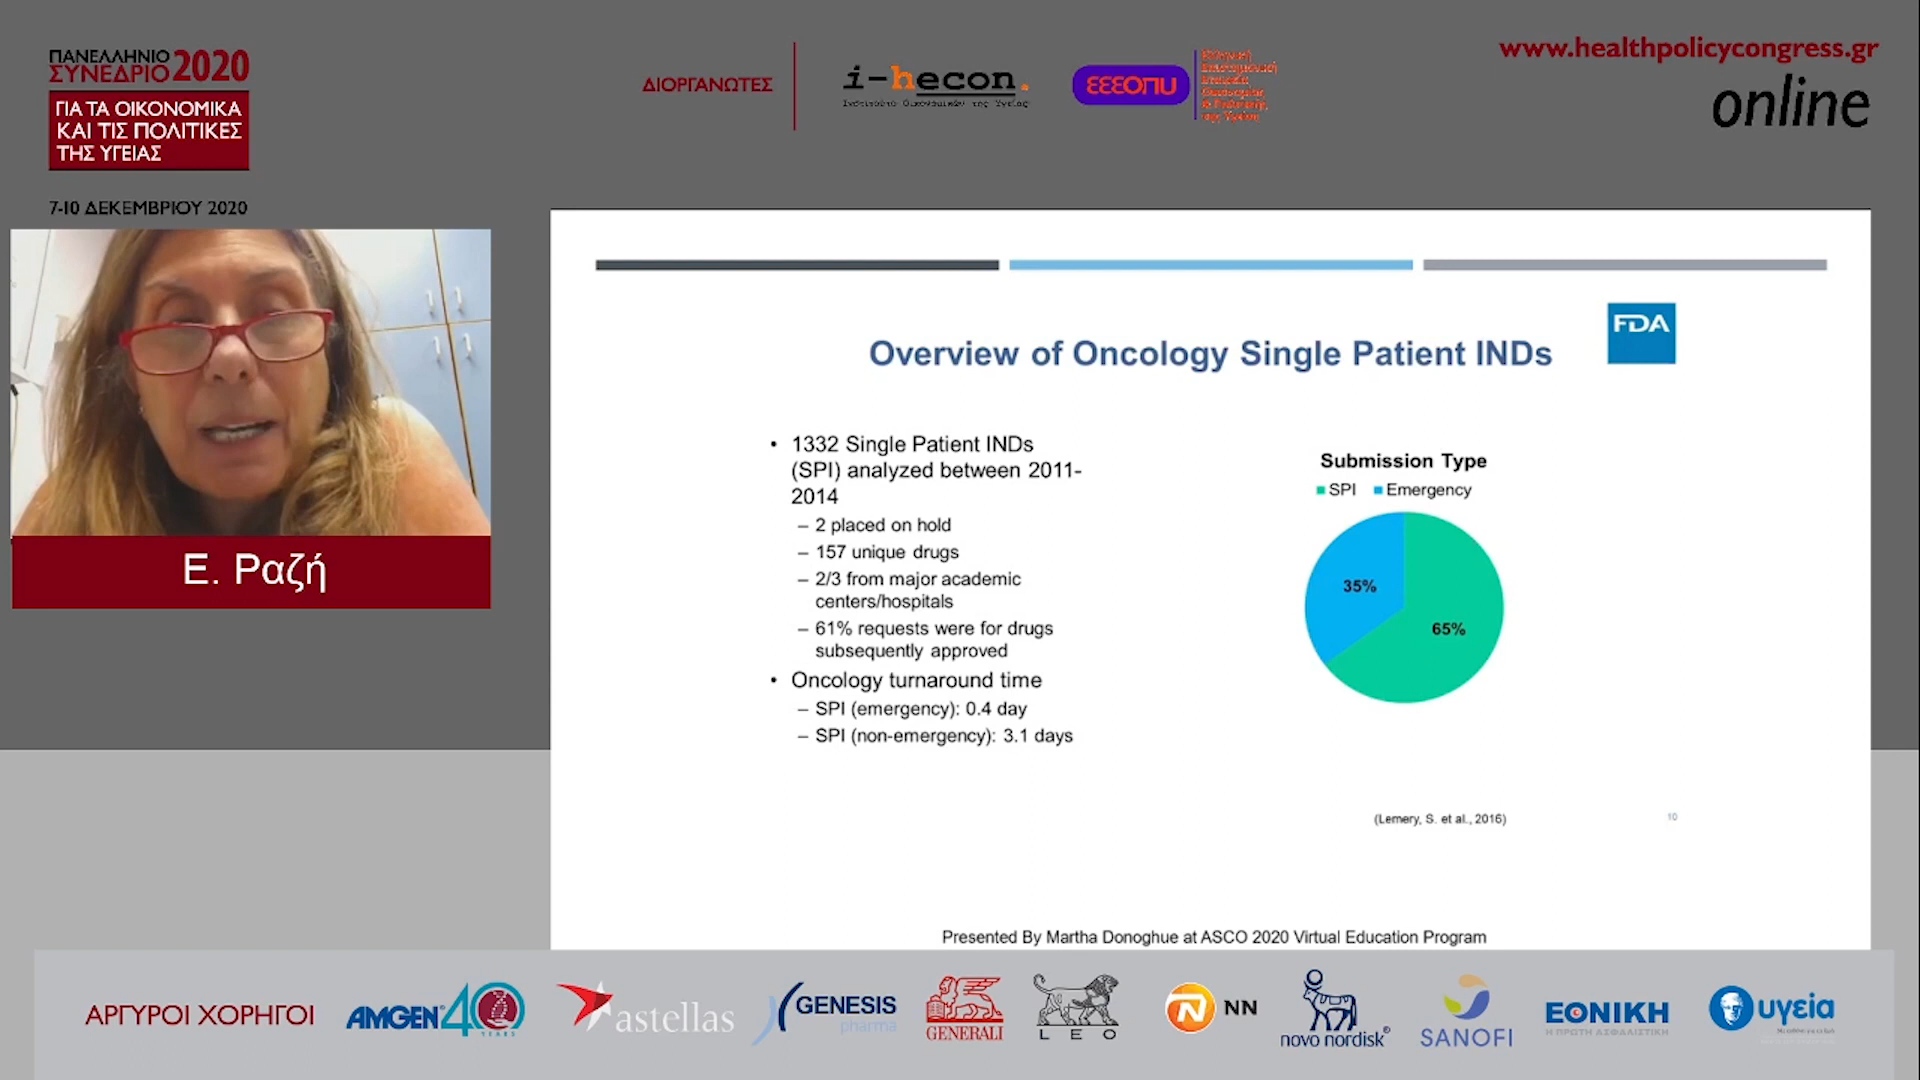 ΠΑΝΕΛΛΗΝΙΟ
ΣΥΝΕΔΡΙΟ 2020
ΓΙΑ ΤΑ ΟΙΚΟΝΟΜΙΚΑ
ΚΑΙ ΤΙΣ ΠΟΛΙΤΙΚΕΣ
ΤΗΣ ΥΓΕΙΑΣ
7-10 ΔΕΚΕΜΒΡΙΟΥ 2020
ΔΙΟΡΓΑΝΩΤΕΣ
i-hecon.
Ινστιτούτο Οικονομικών της Υγείας
ΕΕΕΟΠΥ
www.healthpolicycongress.gr
online
Ε. Ραζή
FDA
Overview of Oncology Single Patient INDs
• 1332 Single Patient INDs
(SPI) analyzed between 2011-
2014
– 2 placed on hold
– 157 unique drugs
– 2/3 from major academic
centers/hospitals
– 61% requests were for drugs
subsequently approved
• Oncology turnaround time
– SPI (emergency): 0.4 day
– SPI (non-emergency): 3.1 days
Submission Type
SPI Emergency
35%
65%
(Lemery, S. et al., 2016)
10
Presented By Martha Donoghue at ASCO 2020 Virtual Education Program
ΑΡΓΥΡΟΙ ΧΟΡΗΓΟΙ
AMGEN 40 YEARS
astellas
GENESIS
pharma
GENERALI
LEO
NN
novo nordisk
SANOFI
ΕΘΝΙΚΗ
Η ΠΡΩΤΗ ΑΣΦΑΛΙΣΤΙΚΗ
υγεία